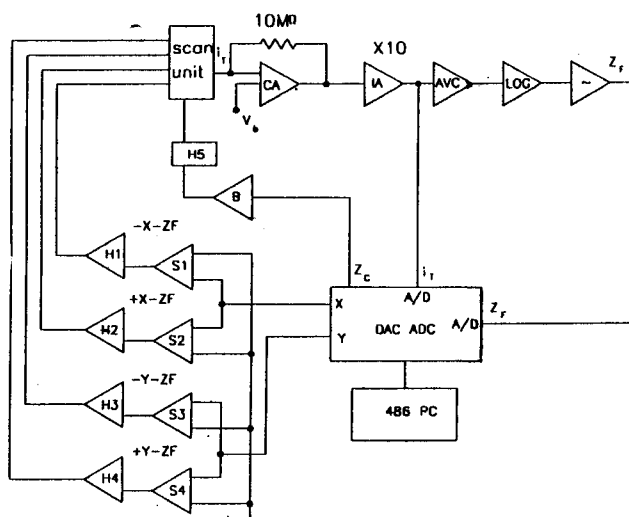 10MΩ
scan
unit
i_T
CA
V_b
X10
IA
AVC
LOG
~
Z_F
H5
B
-X-ZF
H1
S1
+X-ZF
H2
S2
-Y-ZF
H3
S3
+Y-ZF
H4
S4
Z_C
i_T
A/D
X
Y
DAC ADC
A/D
Z_F
486 PC